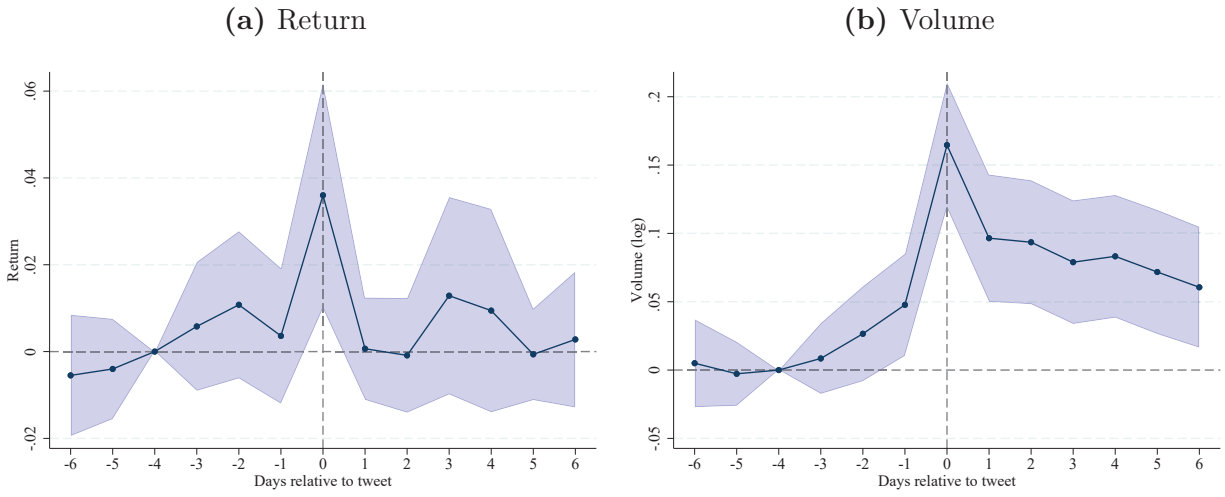 (a) Return
(b) Volume
.06
.04
.02
0
-.02
Return
-6 -5 -4 -3 -2 -1 0 1 2 3 4 5 6
Days relative to tweet
.2
.15
.1
.05
0
-.05
Volume (log)
-6 -5 -4 -3 -2 -1 0 1 2 3 4 5 6
Days relative to tweet